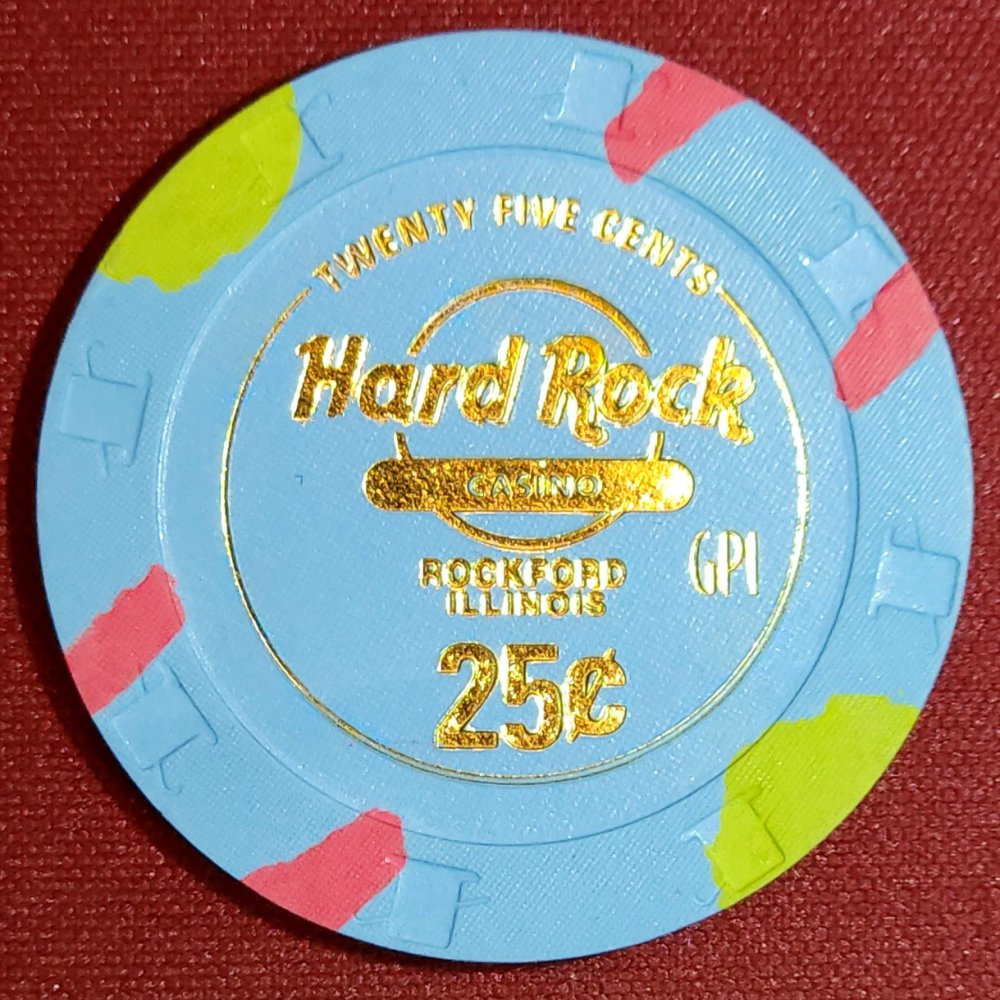 TWENTY FIVE CENTS
Hard Rock
CASINO
GPI
ROCKFORD
ILLINOIS
25¢